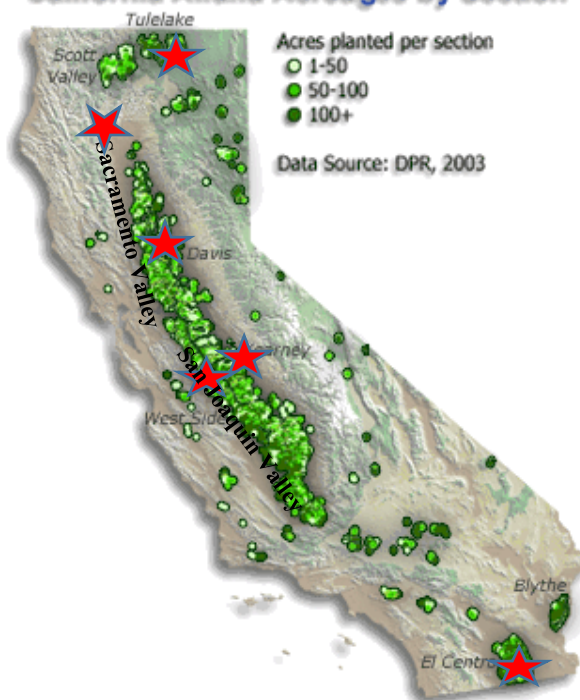 Tulelake
Scott
Valley
Acres planted per section
1-50
50-100
100+
Data Source: DPR, 2003
Sacramento Valley
Davis
San Joaquin Valley
West Side
El Centro
Blythe